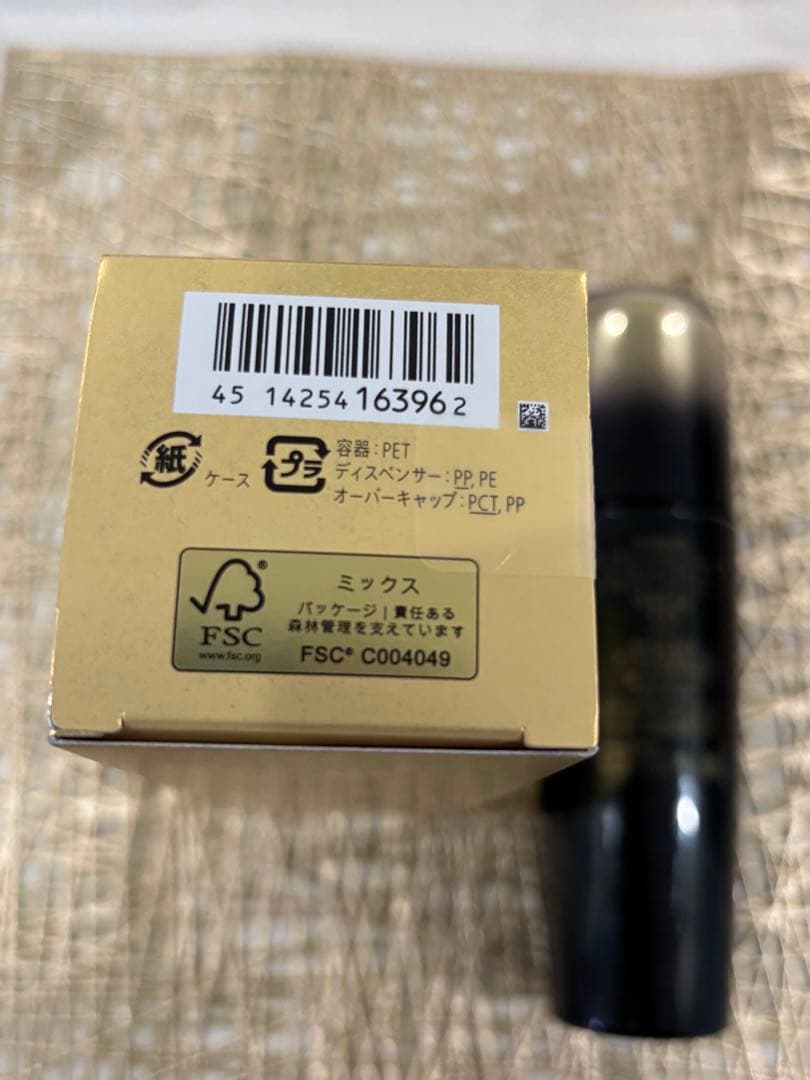 45 14254 16396 2
紙
ケース
プラ
容器：PET
ディスペンサー：PP, PE
オーバーキャップ：PCT, PP
FSC
®
www.fsc.org
ミックス
パッケージ | 責任ある
森林管理を支えています
FSC® C004049